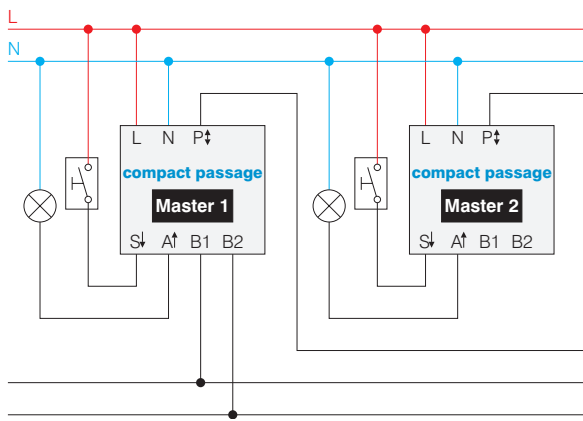 L
N
L N P
compact passage
Master 1
S A B1 B2
L N P
compact passage
Master 2
S A B1 B2